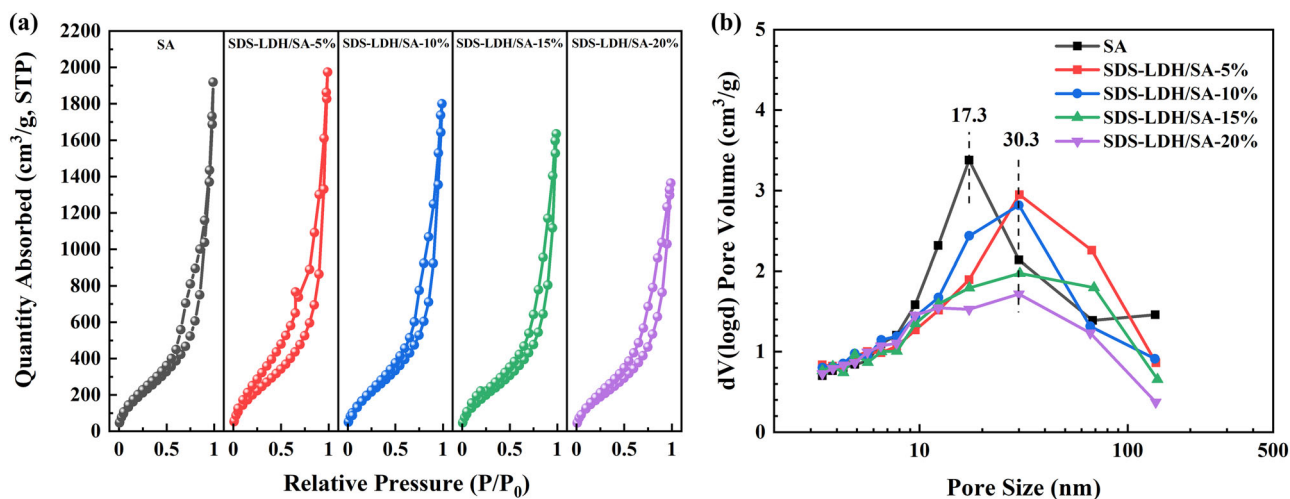 (a)
2200
2000
1800
1600
1400
1200
1000
800
600
400
200
0
Quantity Absorbed (cm³/g, STP)
SA
SDS-LDH/SA-5%
SDS-LDH/SA-10%
SDS-LDH/SA-15%
SDS-LDH/SA-20%
0 0.5 1 0 0.5 1 0 0.5 1 0 0.5 1 0 0.5 1
Relative Pressure (P/P₀)
(b)
5
4
3
2
1
0
dV(logd) Pore Volume (cm³/g)
17.3
30.3
SA
SDS-LDH/SA-5%
SDS-LDH/SA-10%
SDS-LDH/SA-15%
SDS-LDH/SA-20%
10 100 500
Pore Size (nm)